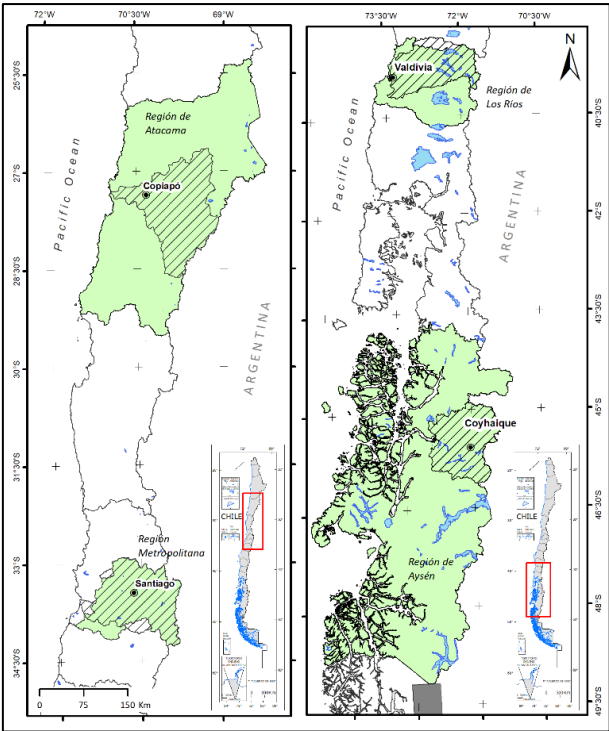 72°W
70°30'W
69°W
73°30'W
72°W
70°30'W
25°30'S
27°S
28°30'S
30°S
31°30'S
33°S
34°30'S
Región de
Atacama
Copiapó
Pacific Ocean
ARGENTINA
Región
Metropolitana
Santiago
CHILE
0 75 150 Km
N
Valdivia
Región de
Los Ríos
Pacific Ocean
ARGENTINA
Coyhaique
Región de
Aysén
CHILE
40°30'S
42°S
43°30'S
45°S
46°30'S
48°S
49°30'S